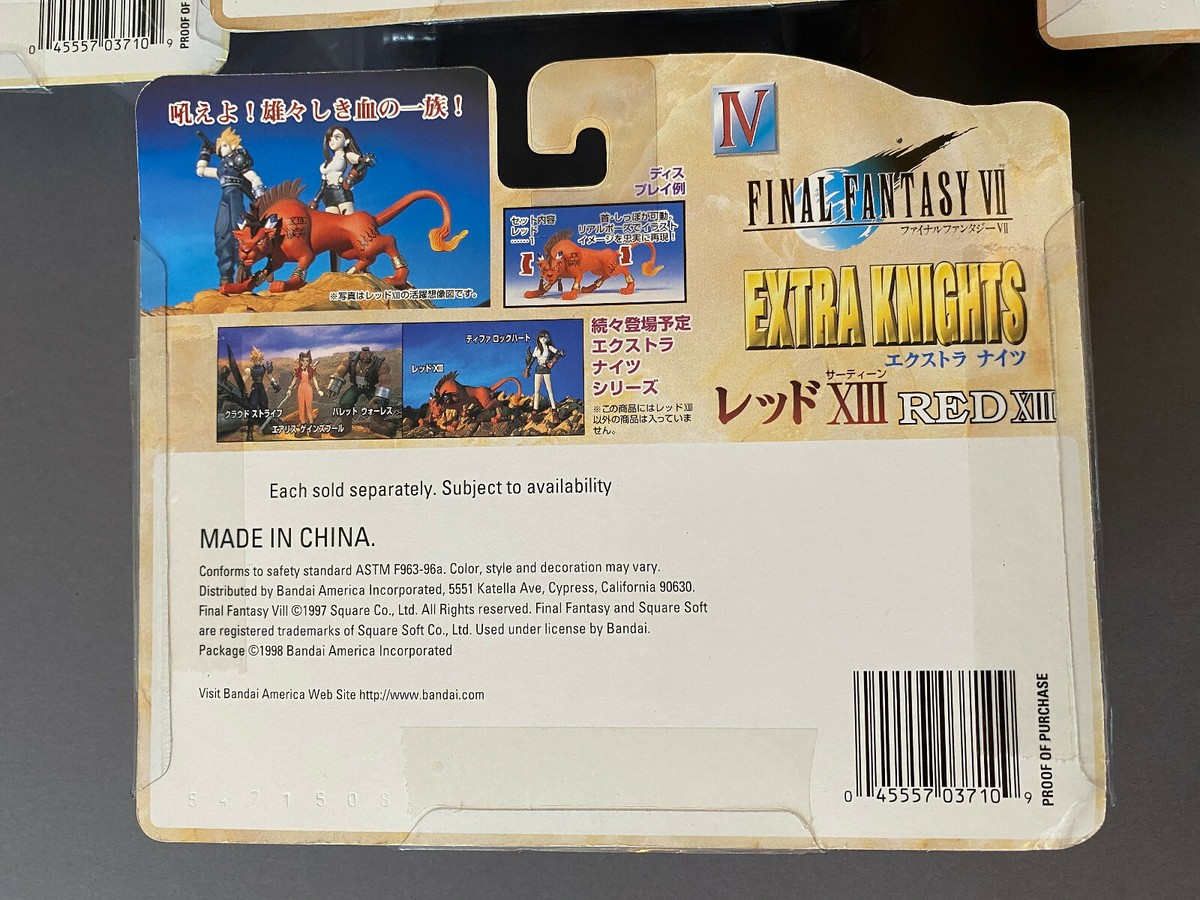 0 45557 03710 9
PROOF OF
吼えよ!雄々しき血の一族!
※写真はレッドXIIIの活躍想像図です。
ディス
プレイ例
セット内容
レッド
……1
首・しっぽが可動。
リアルポーズでイラスト
イメージを忠実に再現!
IV
FINAL FANTASY VII
ファイナルファンタジーVII
EXTRA KNIGHTS
エクストラ ナイツ
サーティーン
レッドXIII RED XIII
クラウド ストライフ
エアリス ゲインズブール
バレット ウォーレス
レッドXIII
ティファ ロックハート
続々登場予定
エクストラ
ナイツ
シリーズ
※この商品にはレッドXIII
以外の商品は入っていま
せん。
Each sold separately. Subject to availability
MADE IN CHINA.
Conforms to safety standard ASTM F963-96a. Color, style and decoration may vary.
Distributed by Bandai America Incorporated, 5551 Katella Ave, Cypress, California 90630.
Final Fantasy Vlll ©1997 Square Co., Ltd. All Rights reserved. Final Fantasy and Square Soft
are registered trademarks of Square Soft Co., Ltd. Used under license by Bandai.
Package ©1998 Bandai America Incorporated
Visit Bandai America Web Site http://www.bandai.com
0 45557 03710 9
PROOF OF PURCHASE